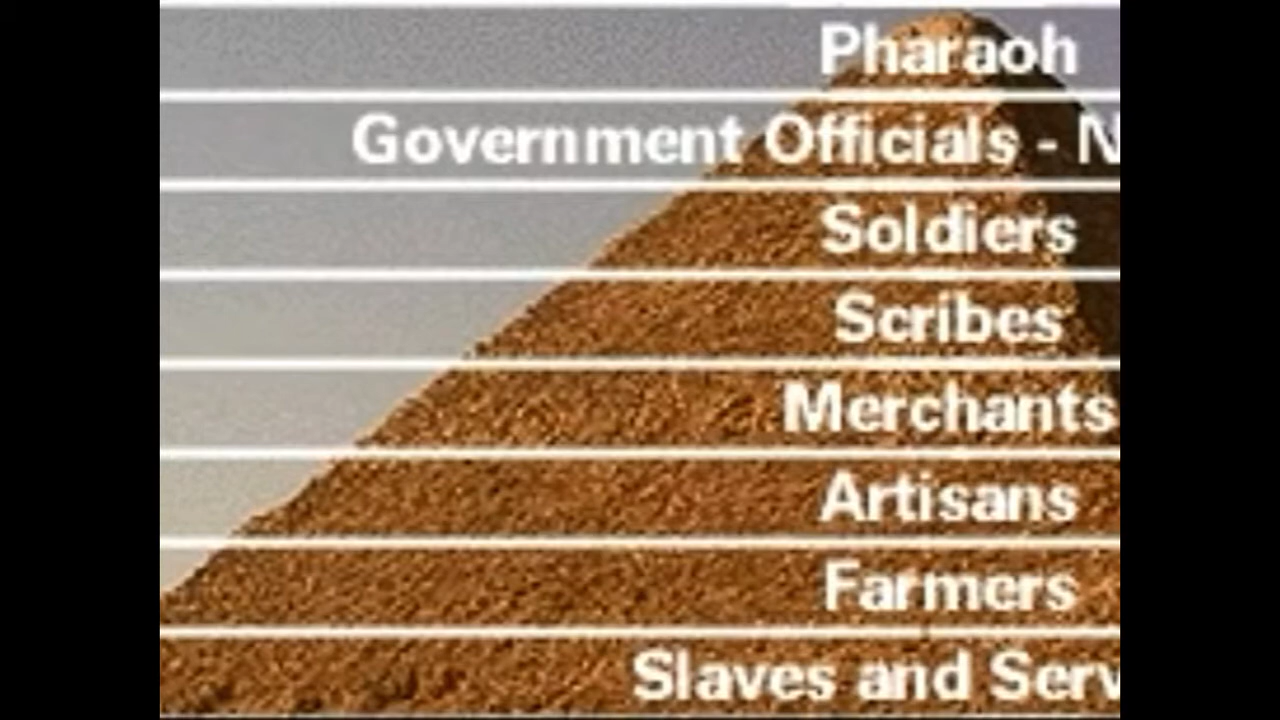 Pharaoh
Government Officials -
Soldiers
Scribes
Merchants
Artisans
Farmers
Slaves and